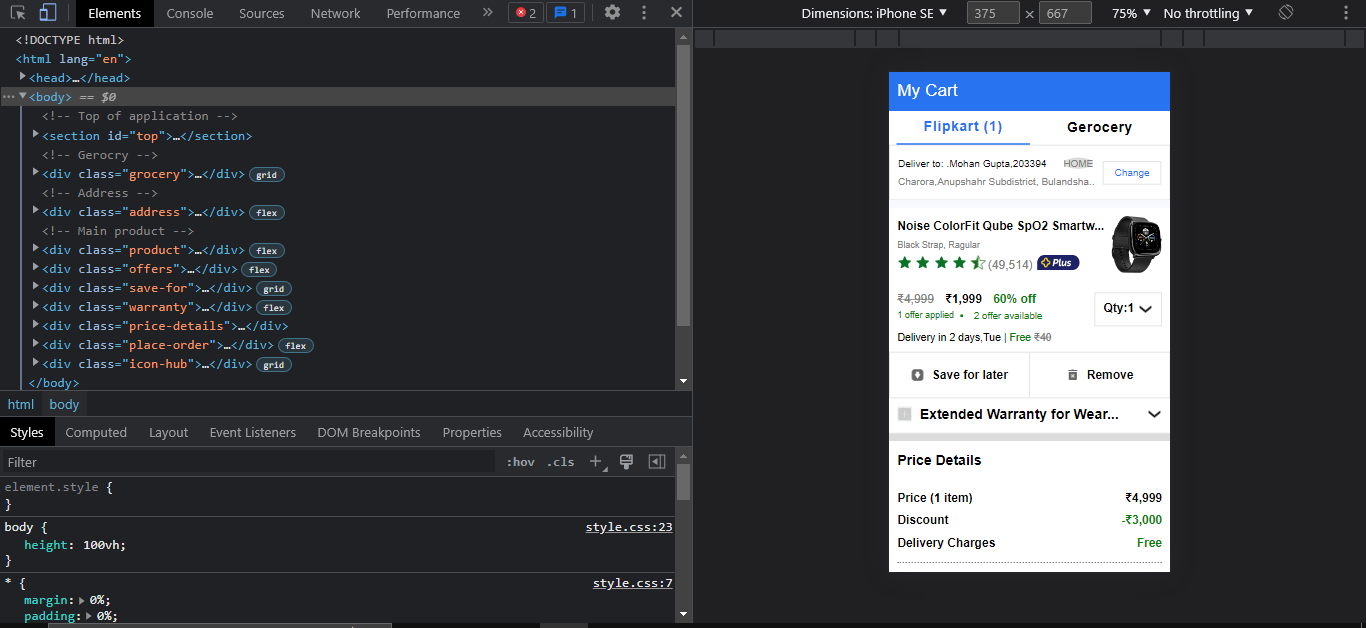 Elements Console Sources Network Performance » 2 1
Dimensions: iPhone SE ▼ 375 × 667 75% ▼ No throttling ▼
<!DOCTYPE html>
<html lang="en">
<head>…</head>
<body> == $0
<!-- Top of application -->
<section id="top">…</section>
<!-- Gerocry -->
<div class="grocery">…</div> grid
<!-- Address -->
<div class="address">…</div> flex
<!-- Main product -->
<div class="product">…</div> flex
<div class="offers">…</div> flex
<div class="save-for">…</div> grid
<div class="warranty">…</div> flex
<div class="price-details">…</div>
<div class="place-order">…</div> flex
<div class="icon-hub">…</div> grid
</body>
html body
Styles Computed Layout Event Listeners DOM Breakpoints Properties Accessibility
Filter :hov .cls +
element.style {
}
body { style.css:23
height: 100vh;
}
* { style.css:7
margin: 0%;
padding: 0%;
My Cart
Flipkart (1) Gerocery
Deliver to: .Mohan Gupta,203394 HOME
Charora,Anupshahr Subdistrict, Bulandsha..
Change
Noise ColorFit Qube SpO2 Smartw...
Black Strap, Ragular
(49,514) Plus
₹4,999 ₹1,999 60% off
1 offer applied • 2 offer available
Qty:1
Delivery in 2 days,Tue | Free ₹40
Save for later Remove
Extended Warranty for Wear...
Price Details
Price (1 item) ₹4,999
Discount -₹3,000
Delivery Charges Free